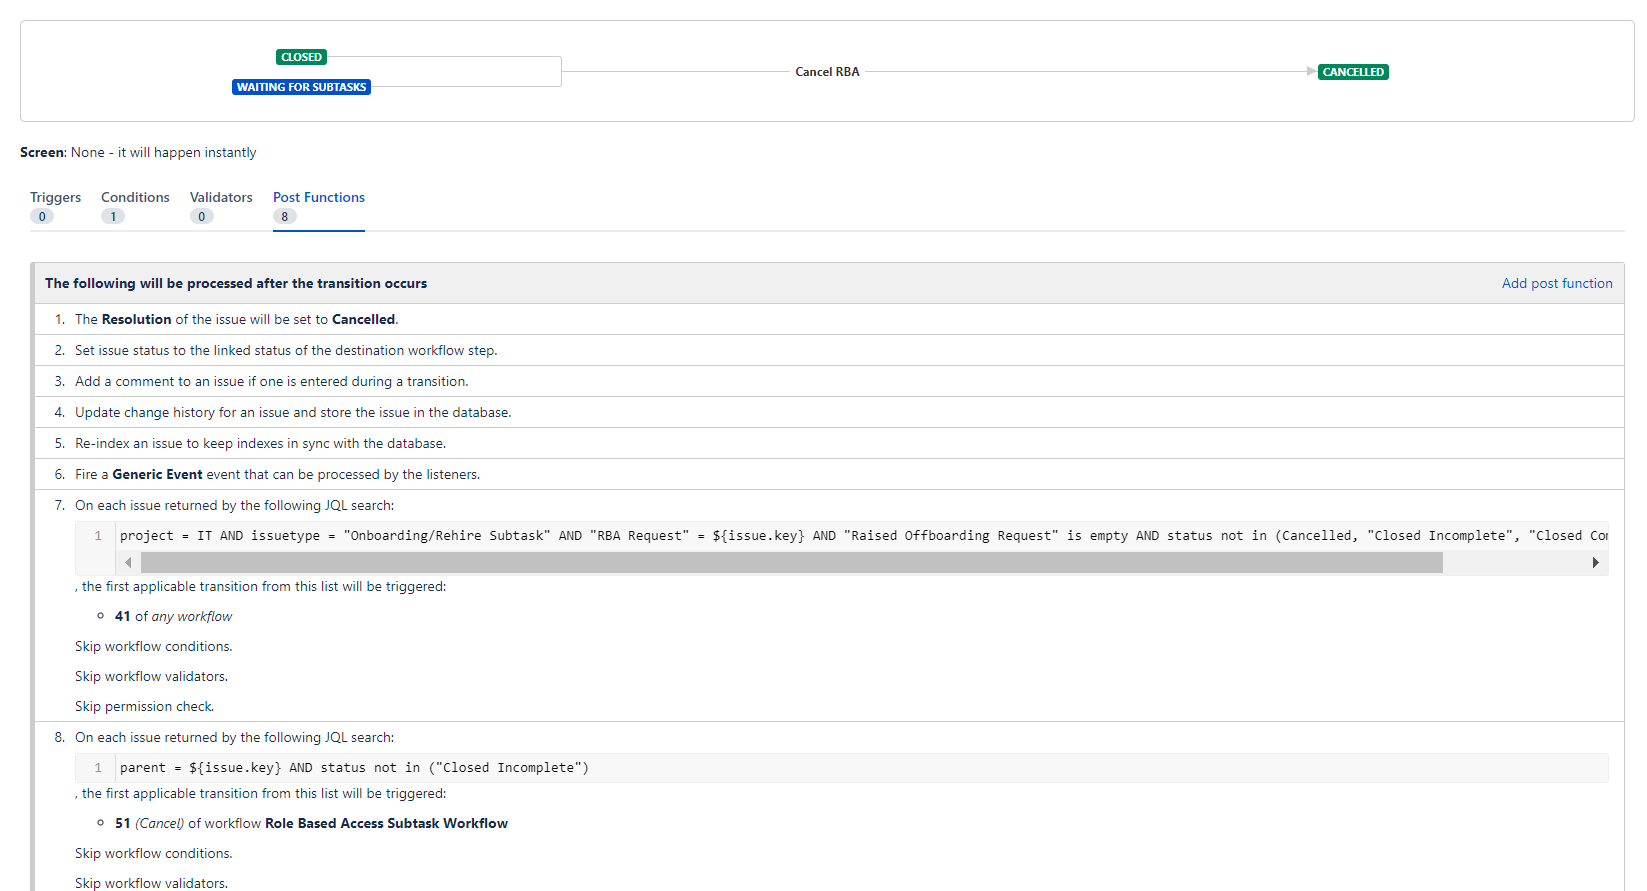 CLOSED
WAITING FOR SUBTASKS
Cancel RBA
CANCELLED
Screen: None - it will happen instantly
Triggers Conditions Validators Post Functions
0 1 0 8
The following will be processed after the transition occurs Add post function
1. The Resolution of the issue will be set to Cancelled.
2. Set issue status to the linked status of the destination workflow step.
3. Add a comment to an issue if one is entered during a transition.
4. Update change history for an issue and store the issue in the database.
5. Re-index an issue to keep indexes in sync with the database.
6. Fire a Generic Event event that can be processed by the listeners.
7. On each issue returned by the following JQL search:
1 project = IT AND issuetype = "Onboarding/Rehire Subtask" AND "RBA Request" = ${issue.key} AND "Raised Offboarding Request" is empty AND status not in (Cancelled, "Closed Incomplete", "Closed
, the first applicable transition from this list will be triggered:
41 of any workflow
Skip workflow conditions.
Skip workflow validators.
Skip permission check.
8. On each issue returned by the following JQL search:
1 parent = ${issue.key} AND status not in ("Closed Incomplete")
, the first applicable transition from this list will be triggered:
51 (Cancel) of workflow Role Based Access Subtask Workflow
Skip workflow conditions.
Skip workflow validators.